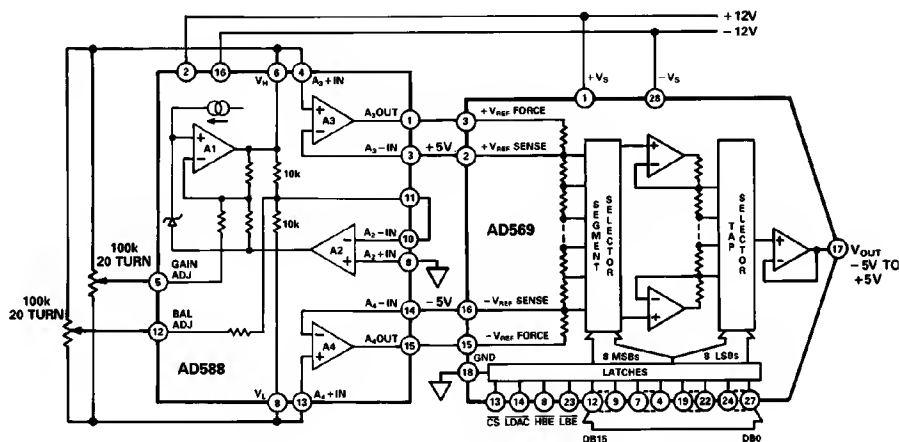 +12V
-12V
2
16
6
4
A3+IN
VH
+VS
-VS
1
28
A1
A3
A3OUT
1
3
+VREF FORCE
A3-IN
3
+5V
2
+VREF SENSE
10k
11
10k
A2-IN
10
A2
A2+IN
8
AD569
SEGMENT
SELECTOR
TAP
SELECTOR
17
VOUT
-5V TO
+5V
100k
20 TURN
GAIN
ADJ
5
100k
20 TURN
BAL
ADJ
12
A4-IN
14
-5V
16
-VREF SENSE
A4
A4OUT
15
15
-VREF FORCE
AD588
GND
18
8 MSBs
8 LSBs
LATCHES
VL
8
13
A4+IN
13
14
8
23
12
9
7
4
19
22
24
27
CS
LDAC
HBE
LBE
DB15
DB0